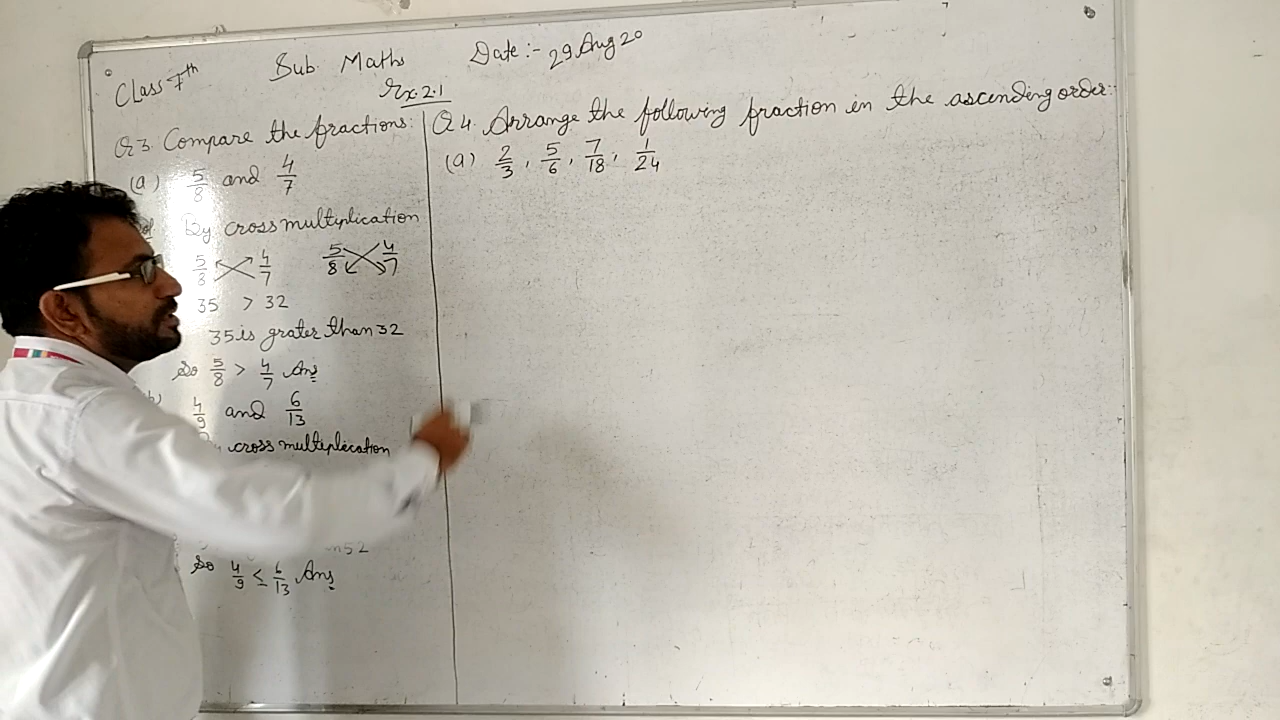 Class 7th Sub. Maths Date:- 29 Aug 20
Ex. 2.1
Q3. Compare the fractions:
(a) 5/8 and 4/7
Sol By cross multiplication
5/8 4/7 5/8 4/7
35 > 32
35 is grater than 32
So 5/8 > 4/7 Ans
4/9 and 6/13
cross multiplication
52
So 4/9 ≤ 6/13 Ans
Q4. Arrange the following fraction in the ascending order:
(a) 2/3, 5/6, 7/18, 1/24